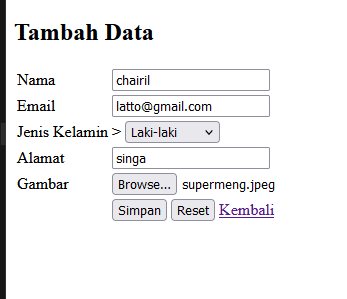 Tambah Data
Nama chairil
Email latto@gmail.com
Jenis Kelamin > Laki-laki
Alamat singa
Gambar Browse... supermeng.jpeg
Simpan Reset Kembali